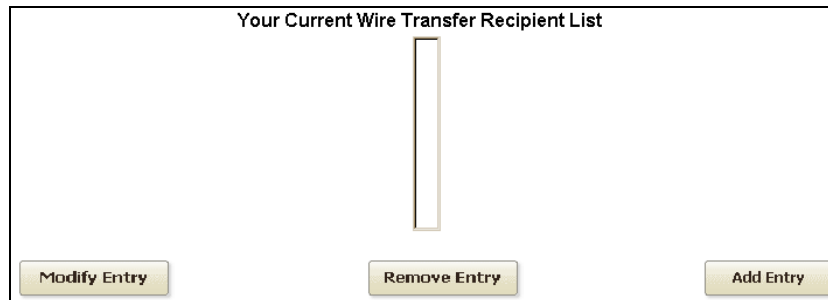 Your Current Wire Transfer Recipient List
Modify Entry
Remove Entry
Add Entry